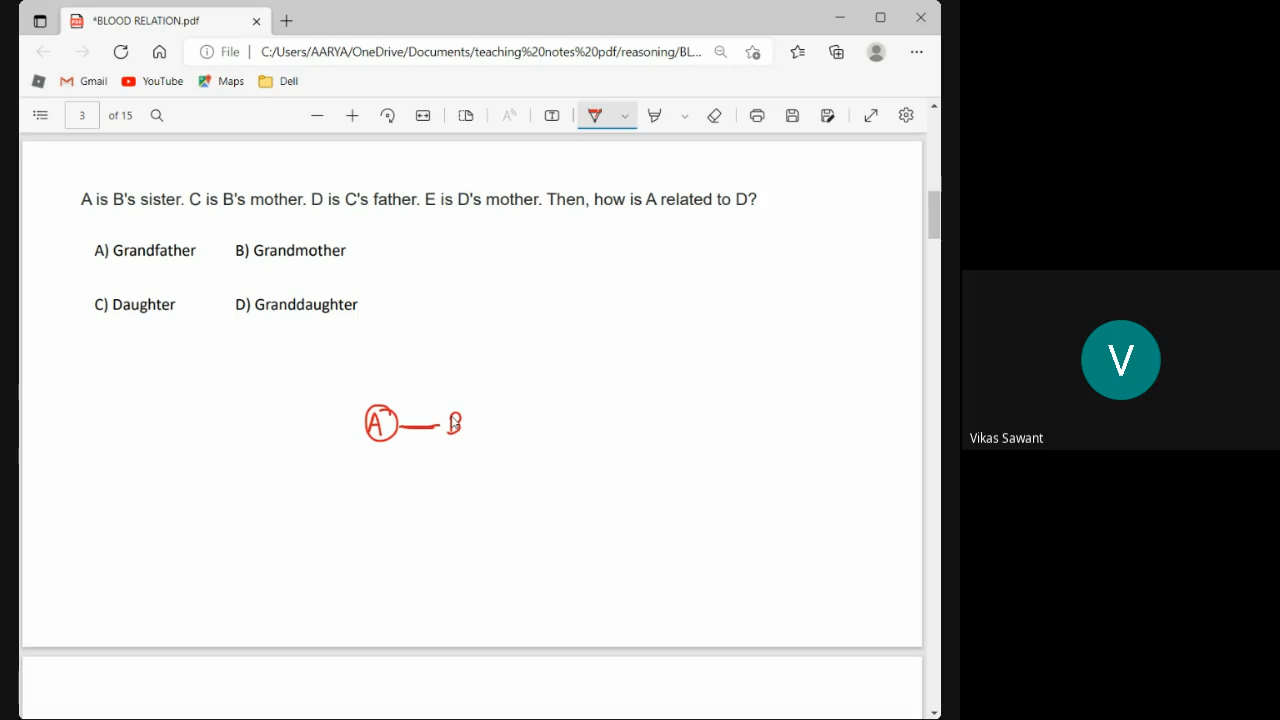 *BLOOD RELATION.pdf
File | C:/Users/AARYA/OneDrive/Documents/teaching%20notes%20pdf/reasoning/BL...
Gmail YouTube Maps Dell
3 of 15
A is B's sister. C is B's mother. D is C's father. E is D's mother. Then, how is A related to D?
A) Grandfather B) Grandmother
C) Daughter D) Granddaughter
A — B
V
Vikas Sawant